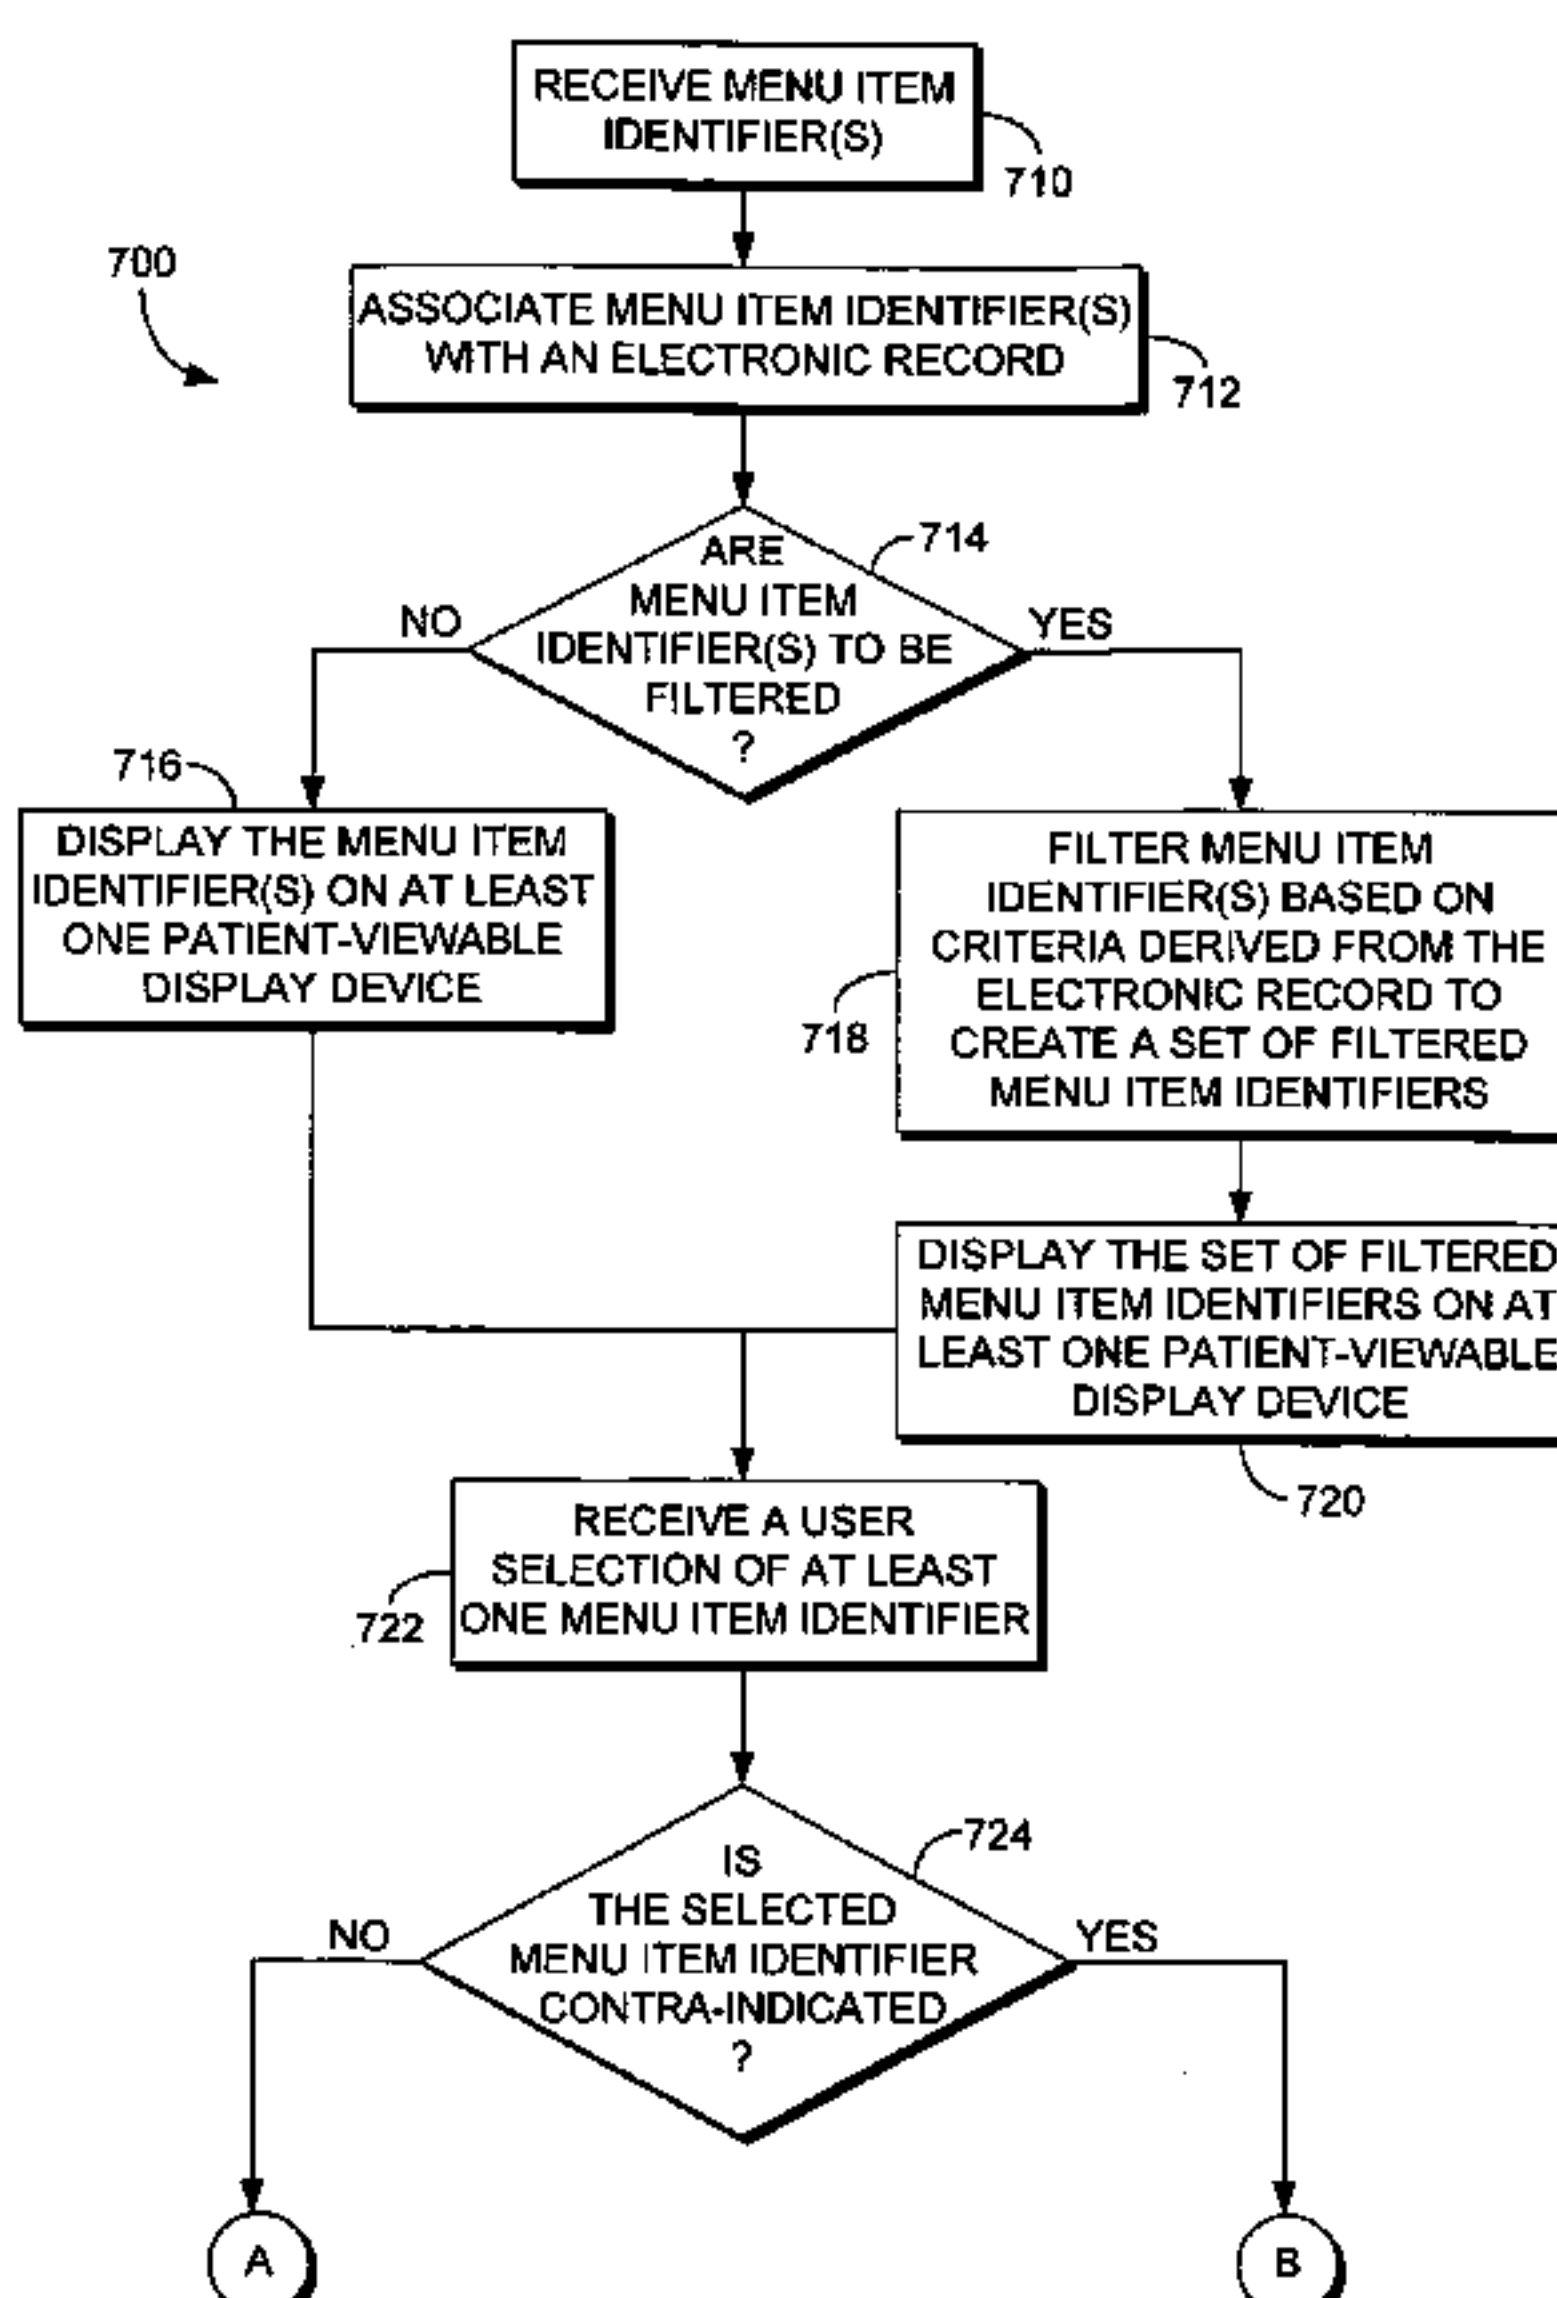 RECEIVE MENU ITEM
IDENTIFIER(S)
710
700
ASSOCIATE MENU ITEM IDENTIFIER(S)
WITH AN ELECTRONIC RECORD
712
714
ARE
MENU ITEM
IDENTIFIER(S) TO BE
FILTERED
?
NO
YES
716
DISPLAY THE MENU ITEM
IDENTIFIER(S) ON AT LEAST
ONE PATIENT-VIEWABLE
DISPLAY DEVICE
FILTER MENU ITEM
IDENTIFIER(S) BASED ON
CRITERIA DERIVED FROM THE
ELECTRONIC RECORD TO
CREATE A SET OF FILTERED
MENU ITEM IDENTIFIERS
718
DISPLAY THE SET OF FILTERED
MENU ITEM IDENTIFIERS ON AT
LEAST ONE PATIENT-VIEWABLE
DISPLAY DEVICE
720
RECEIVE A USER
SELECTION OF AT LEAST
ONE MENU ITEM IDENTIFIER
722
724
IS
THE SELECTED
MENU ITEM IDENTIFIER
CONTRA-INDICATED
?
NO
YES
A
B